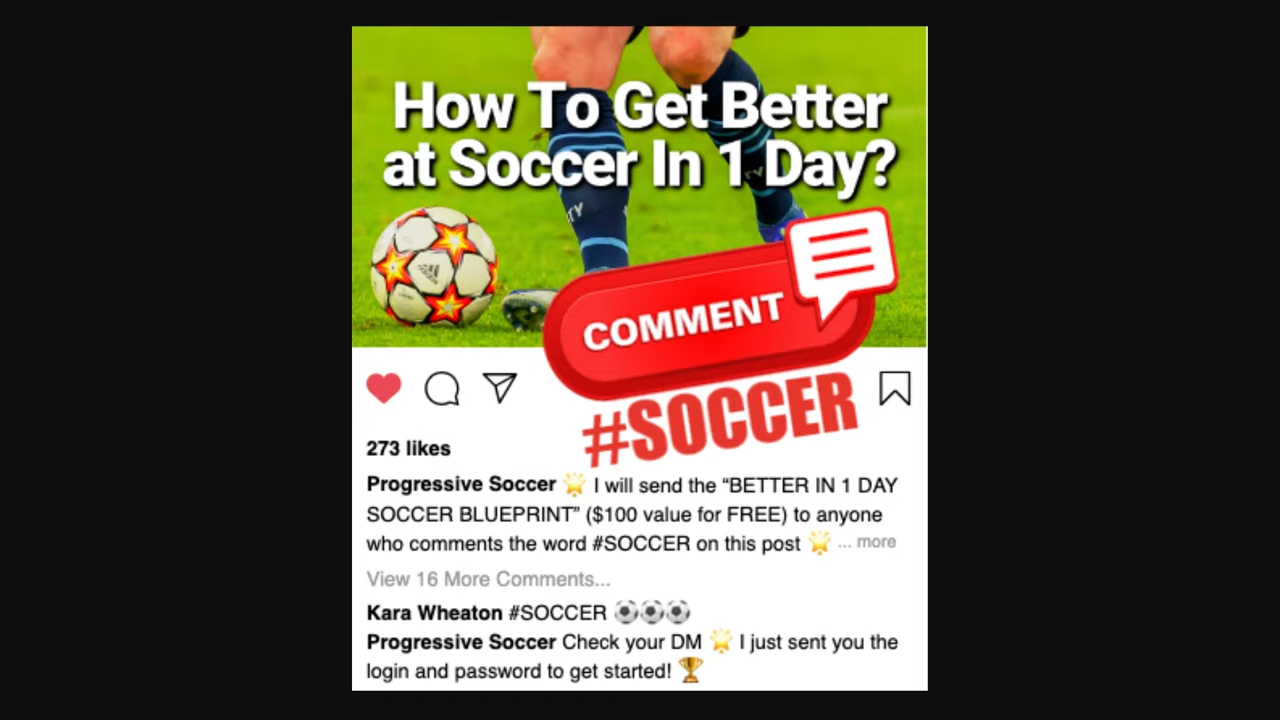 How To Get Better
at Soccer In 1 Day?
TY
TY
COMMENT
#SOCCER
273 likes
Progressive Soccer 🌟 I will send the “BETTER IN 1 DAY
SOCCER BLUEPRINT” ($100 value for FREE) to anyone
who comments the word #SOCCER on this post 🌟 ... more
View 16 More Comments...
Kara Wheaton #SOCCER ⚽⚽⚽
Progressive Soccer Check your DM 🌟 I just sent you the
login and password to get started! 🏆